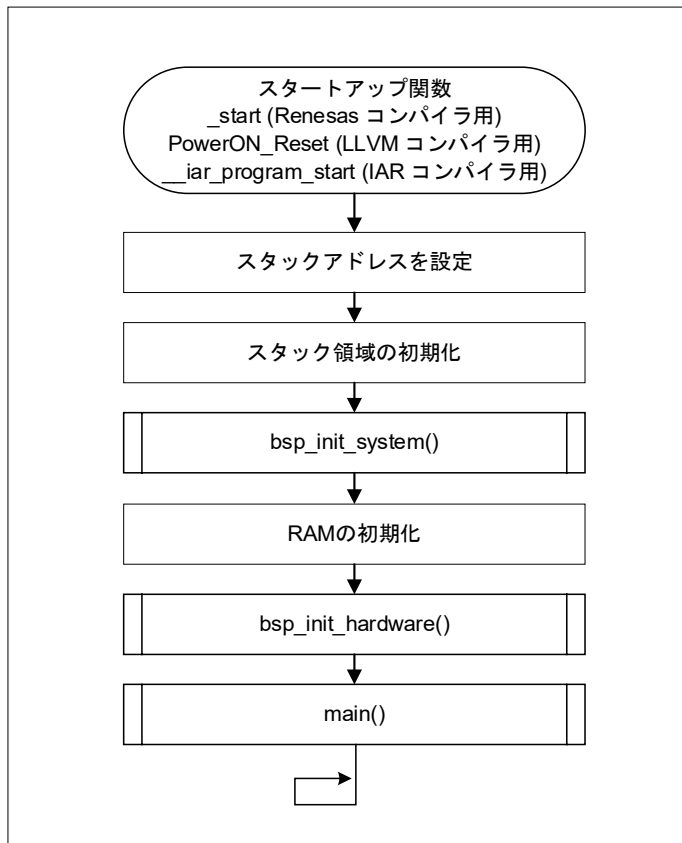 スタートアップ関数
_start (Renesas コンパイラ用)
PowerON_Reset (LLVM コンパイラ用)
__iar_program_start (IAR コンパイラ用)
スタックアドレスを設定
スタック領域の初期化
bsp_init_system()
RAMの初期化
bsp_init_hardware()
main()